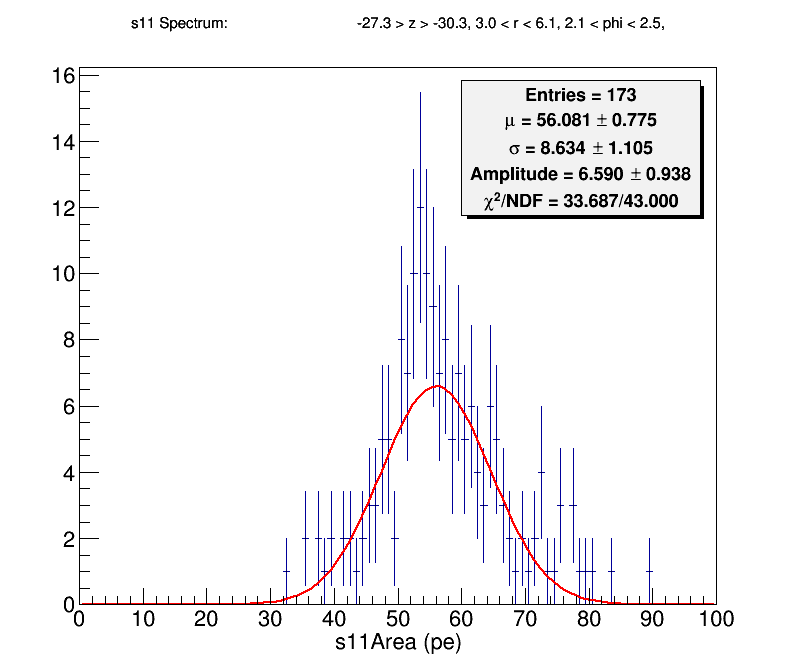 s11 Spectrum: -27.3 > z > -30.3, 3.0 < r < 6.1, 2.1 < phi < 2.5,
Entries = 173
μ = 56.081 ± 0.775
σ = 8.634 ± 1.105
Amplitude = 6.590 ± 0.938
χ²/NDF = 33.687/43.000
16
14
12
10
8
6
4
2
0
0 10 20 30 40 50 60 70 80 90 100
s11Area (pe)